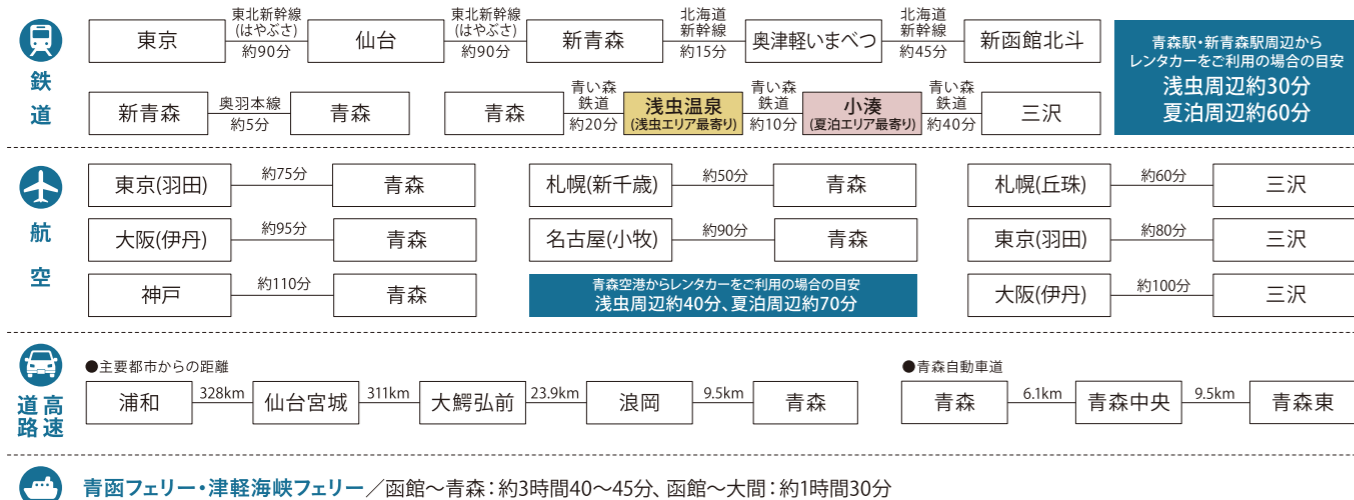 鉄道
東京
東北新幹線
(はやぶさ)
約90分
仙台
東北新幹線
(はやぶさ)
約90分
新青森
北海道
新幹線
約15分
奥津軽いまべつ
北海道
新幹線
約45分
新函館北斗
新青森
奥羽本線
約5分
青森
青森
青い森
鉄道
約20分
浅虫温泉
(浅虫エリア最寄り)
青い森
鉄道
約10分
小湊
(夏泊エリア最寄り)
青い森
鉄道
約40分
三沢
青森駅・新青森駅周辺から
レンタカーをご利用の場合の目安
浅虫周辺約30分
夏泊周辺約60分
航空
東京(羽田) 約75分 青森
大阪(伊丹) 約95分 青森
神戸 約110分 青森
札幌(新千歳) 約50分 青森
名古屋(小牧) 約90分 青森
青森空港からレンタカーをご利用の場合の目安
浅虫周辺約40分、夏泊周辺約70分
札幌(丘珠) 約60分 三沢
東京(羽田) 約80分 三沢
大阪(伊丹) 約100分 三沢
高速道路
●主要都市からの距離
浦和 328km 仙台宮城 311km 大鰐弘前 23.9km 浪岡 9.5km 青森
●青森自動車道
青森 6.1km 青森中央 9.5km 青森東
青函フェリー・津軽海峡フェリー／函館〜青森：約3時間40〜45分、函館〜大間：約1時間30分